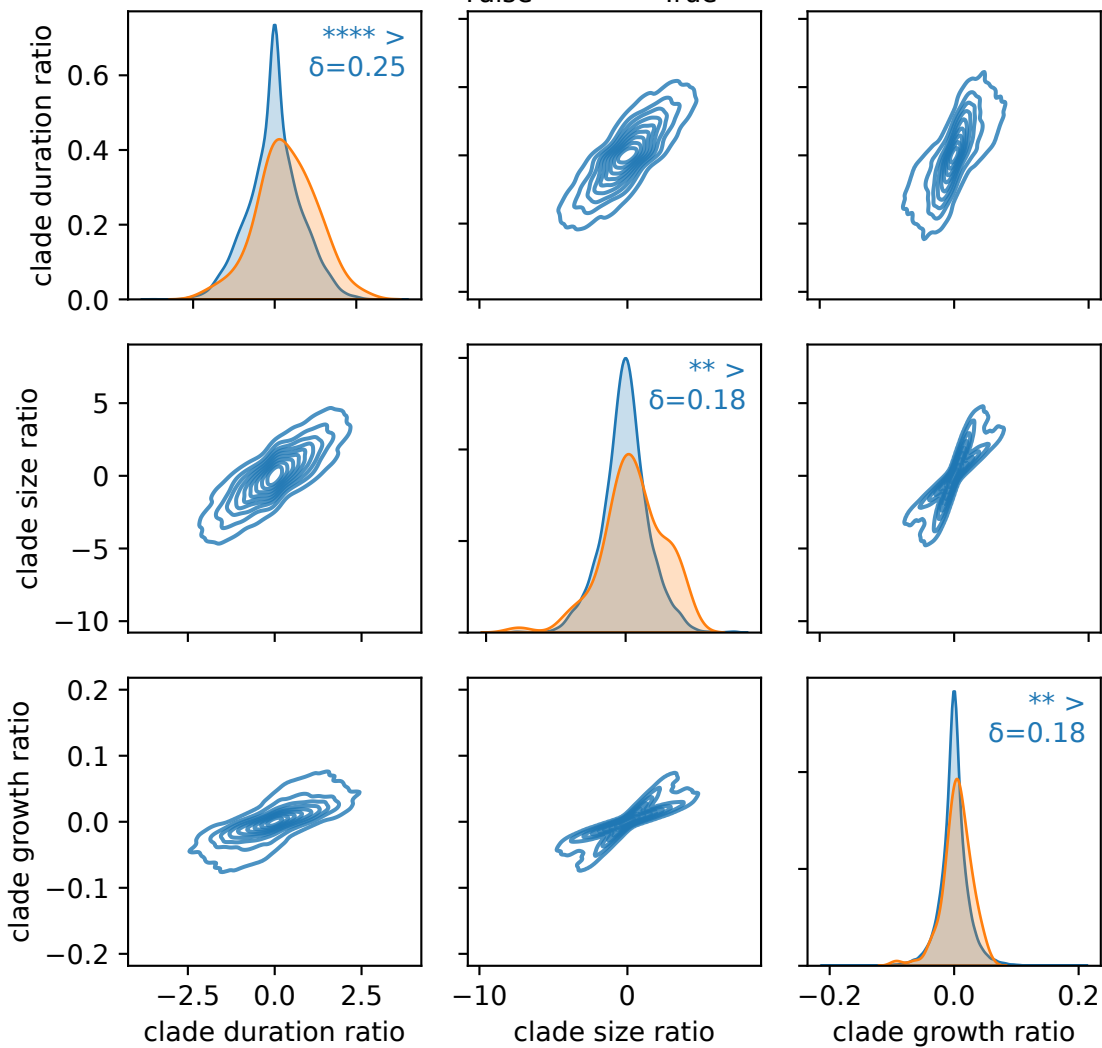 **** >
δ=0.25
clade duration ratio
0.6
0.4
0.2
0.0
** >
δ=0.18
clade size ratio
5
0
−5
−10
** >
δ=0.18
clade growth ratio
0.2
0.1
0.0
−0.1
−0.2
−2.5 0.0 2.5 −10 0 −0.2 0.0 0.2
clade duration ratio clade size ratio clade growth ratio